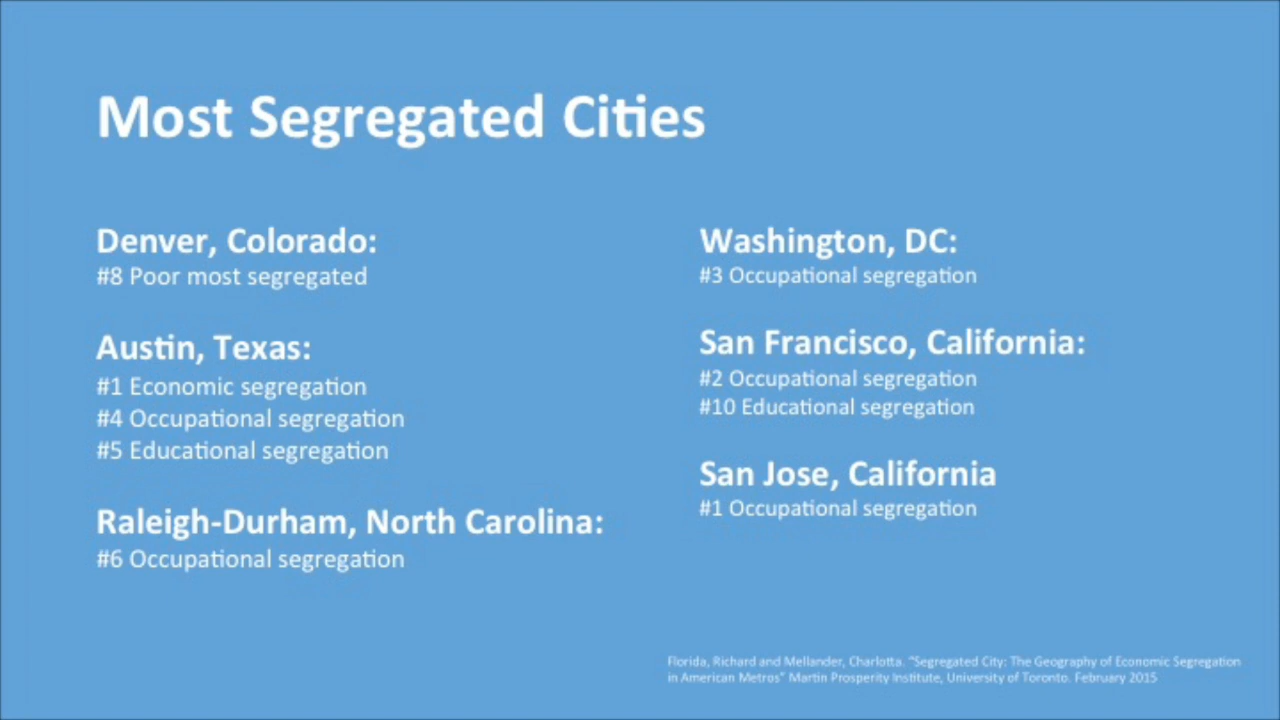 Most Segregated Cities
Denver, Colorado:
#8 Poor most segregated
Austin, Texas:
#1 Economic segregation
#4 Occupational segregation
#5 Educational segregation
Raleigh-Durham, North Carolina:
#6 Occupational segregation
Washington, DC:
#3 Occupational segregation
San Francisco, California:
#2 Occupational segregation
#10 Educational segregation
San Jose, California
#1 Occupational segregation
Florida, Richard and Mellander, Charlotta. "Segregated City: The Geography of Economic Segregation
in American Metros" Martin Prosperity Institute, University of Toronto. February 2015